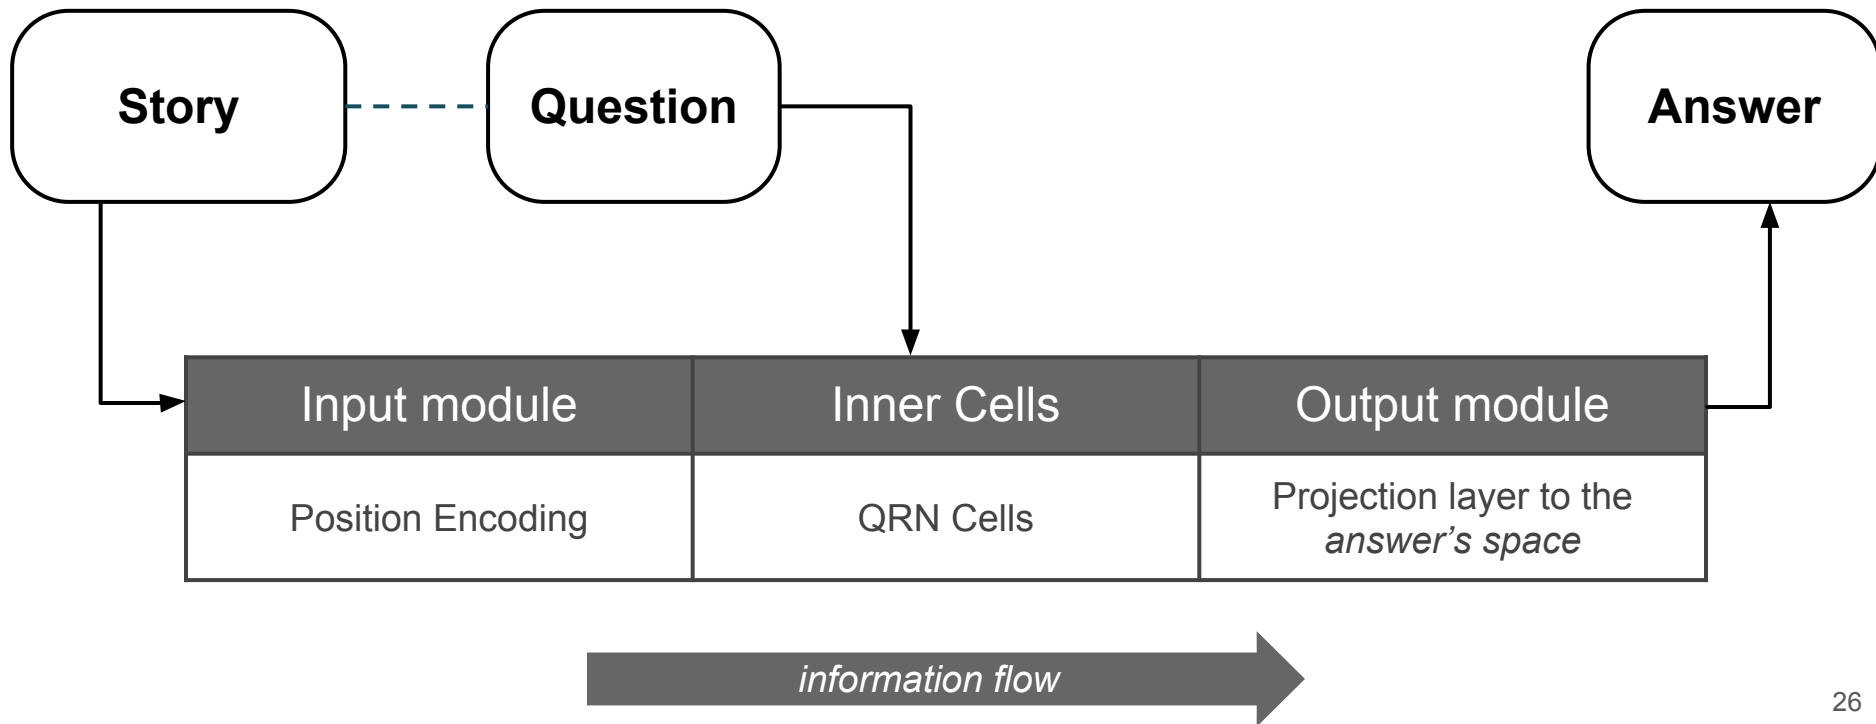 Story
Question
Answer
Input module
Inner Cells
Output module
Position Encoding
QRN Cells
Projection layer to the
answer’s space
information flow
26